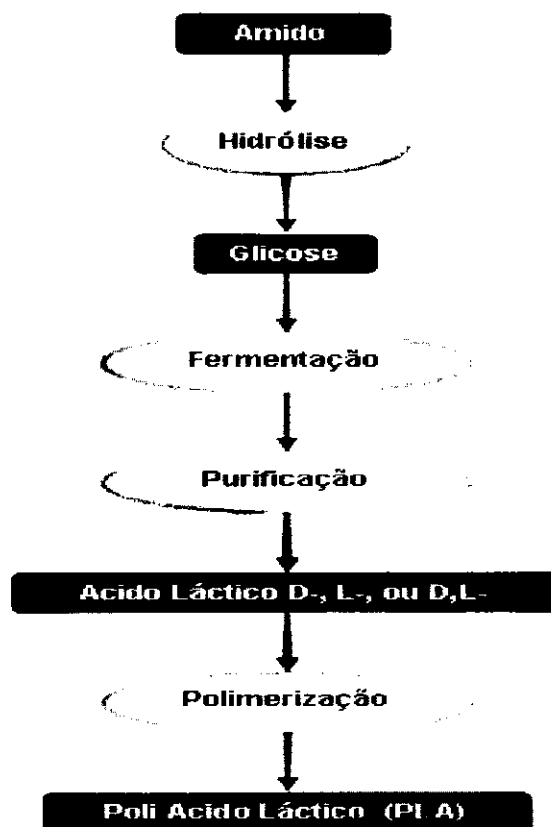 Amido
Hidrólise
Glicose
Fermentação
Purificação
Acido Láctico D-, L-, ou D,L-
Polimerização
Poli Acido Láctico (PLA)